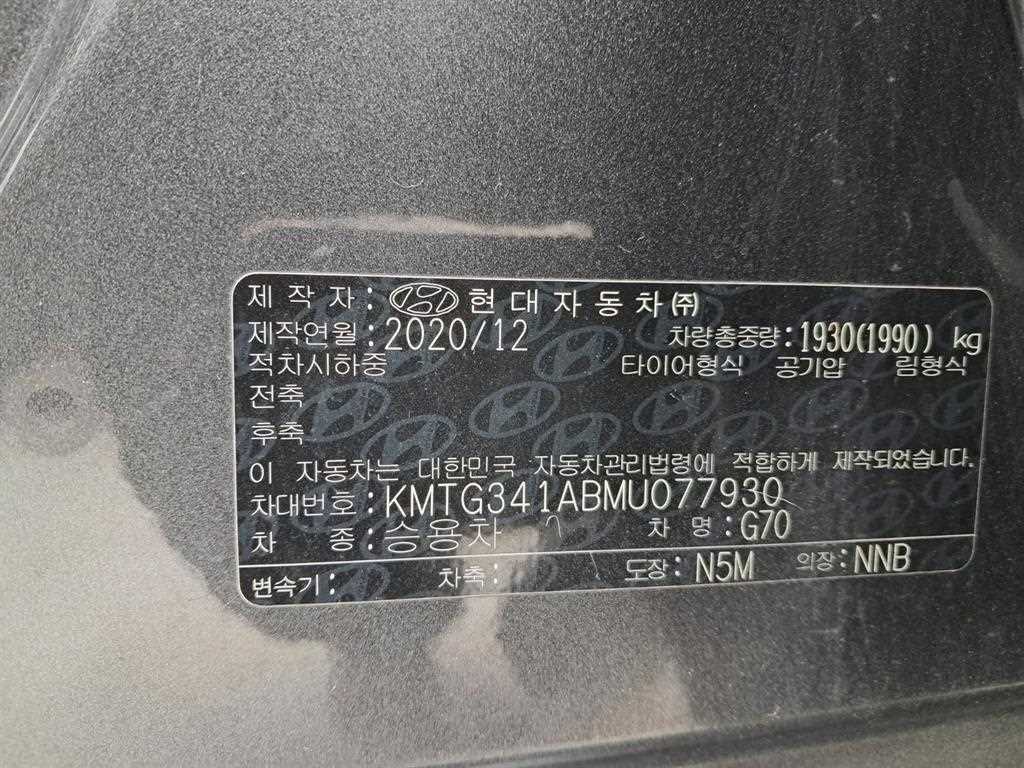 제 작 자 : 현대자동차㈜
제작연월: 2020/12 차량총중량: 1930(1990) kg
적차시하중 타이어형식 공기압 림형식
전축
후축
이 자동차는 대한민국 자동차관리법령에 적합하게 제작되었습니다.
차대번호: KMTG341ABMU077930
차 종: 승용차 차 명: G70
변속기: 차축: 도장: N5M 의장: NNB